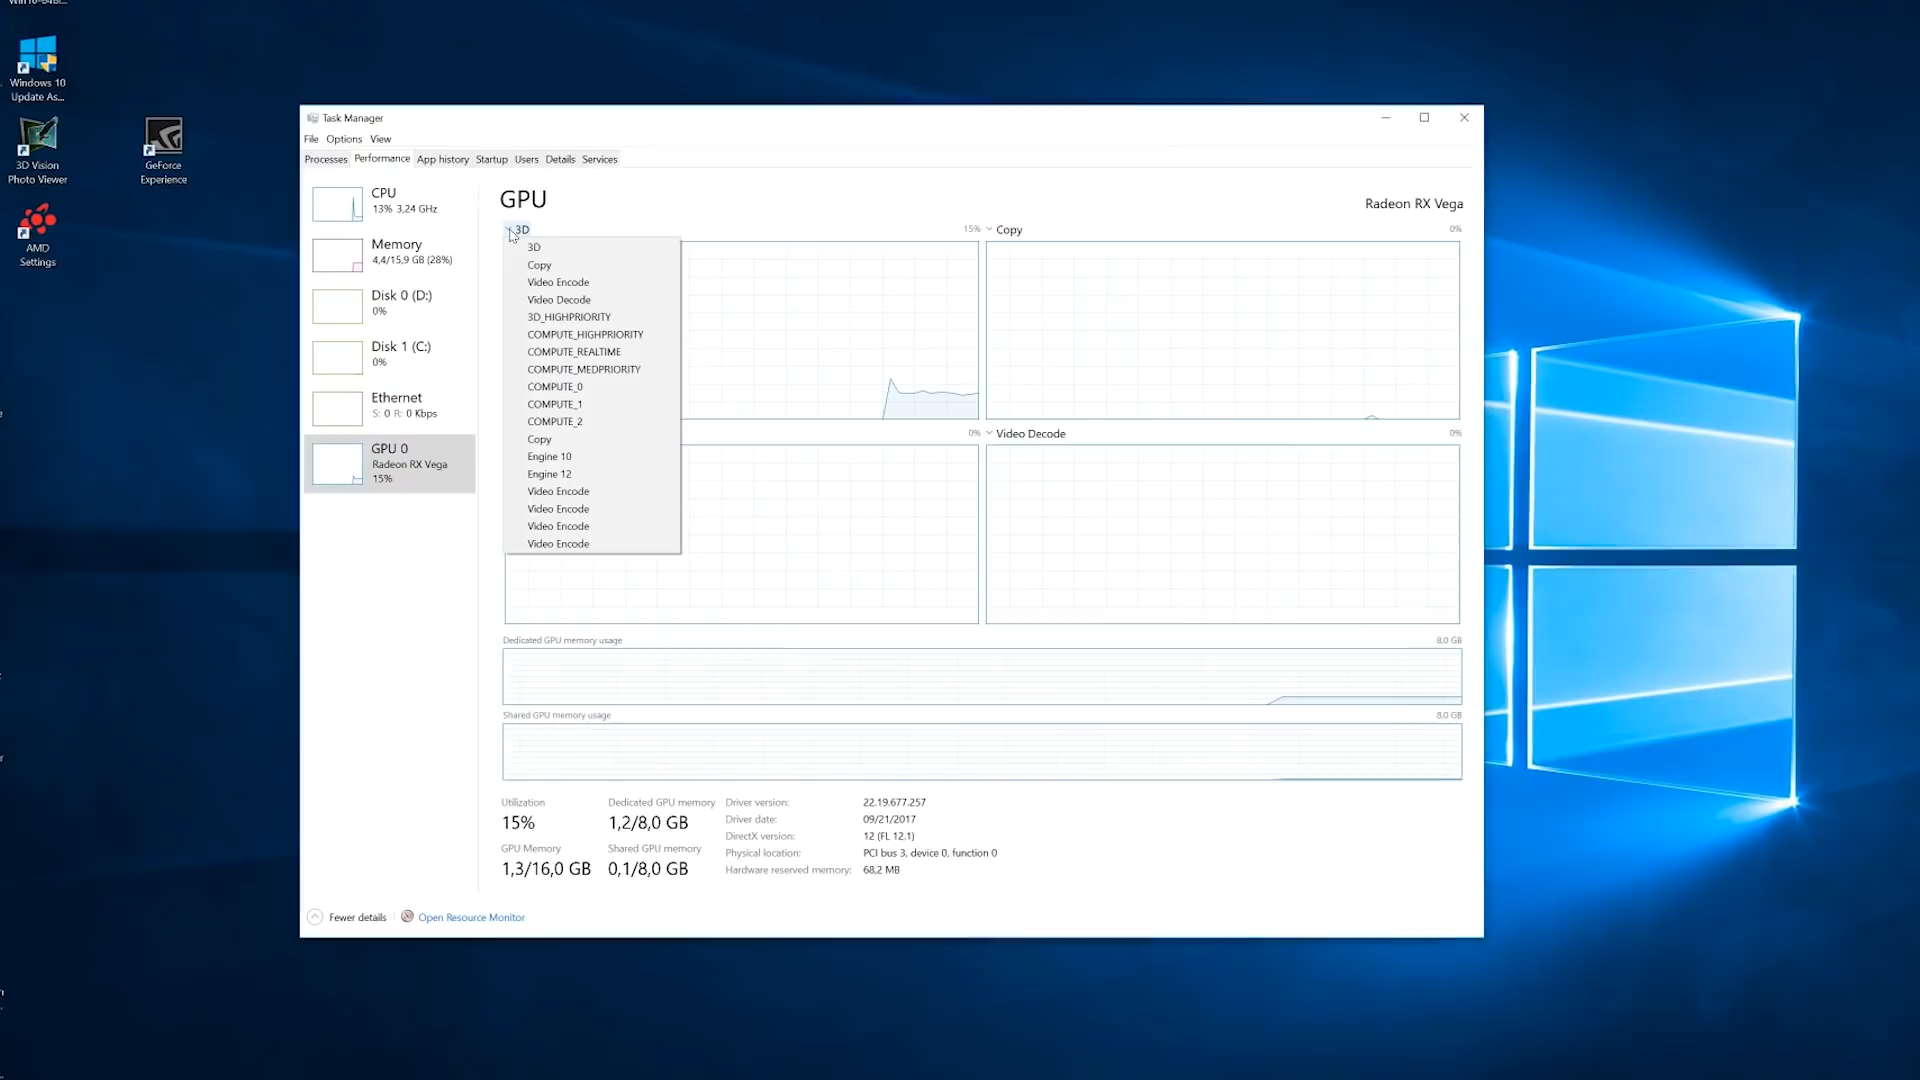 Windows 10
Update As...
3D Vision
Photo Viewer
GeForce
Experience
AMD
Settings
Task Manager
File Options View
Processes Performance App history Startup Users Details Services
CPU
13% 3,24 GHz
Memory
4,4/15,9 GB (28%)
Disk 0 (D:)
0%
Disk 1 (C:)
0%
Ethernet
S: 0 R: 0 Kbps
GPU 0
Radeon RX Vega
15%
GPU
Radeon RX Vega
3D 15%
Copy 0%
3D
Copy
Video Encode
Video Decode
3D_HIGHPRIORITY
COMPUTE_HIGHPRIORITY
COMPUTE_REALTIME
COMPUTE_MEDPRIORITY
COMPUTE_0
COMPUTE_1
COMPUTE_2
Copy
Engine 10
Engine 12
Video Encode
Video Encode
Video Encode
Video Encode
0%
Video Decode 0%
Dedicated GPU memory usage 8,0 GB
Shared GPU memory usage 8,0 GB
Utilization
15%
Dedicated GPU memory
1,2/8,0 GB
GPU Memory
1,3/16,0 GB
Shared GPU memory
0,1/8,0 GB
Driver version: 22.19.677.257
Driver date: 09/21/2017
DirectX version: 12 (FL 12.1)
Physical location: PCI bus 3, device 0, function 0
Hardware reserved memory: 68,2 MB
Fewer details
Open Resource Monitor